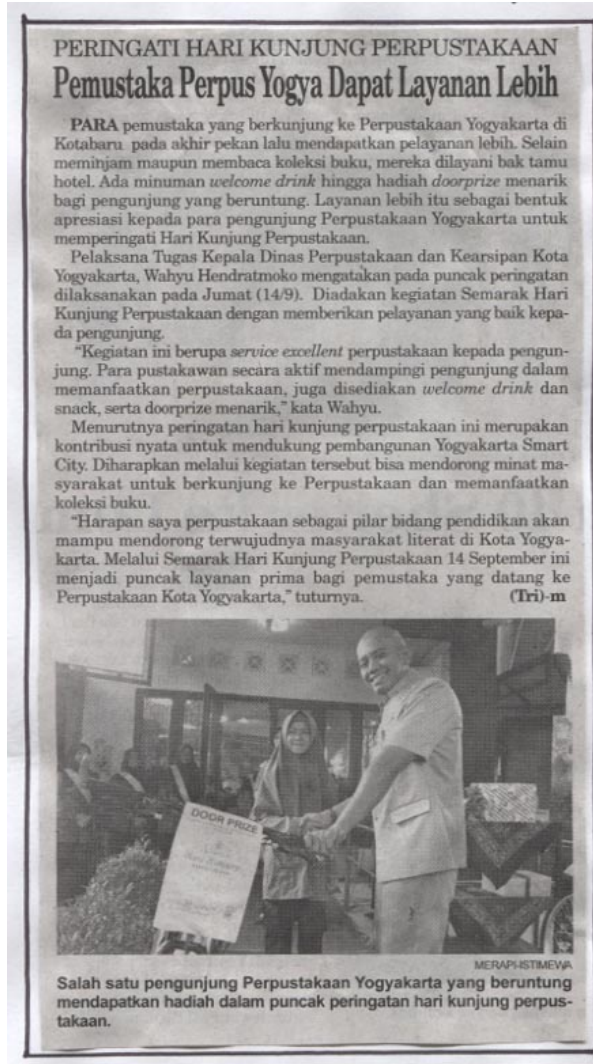 PERINGATI HARI KUNJUNG PERPUSTAKAAN
Pemustaka Perpus Yogya Dapat Layanan Lebih
PARA pemustaka yang berkunjung ke Perpustakaan Yogyakarta di
Kotabaru pada akhir pekan lalu mendapatkan pelayanan lebih. Selain
meminjam maupun membaca koleksi buku, mereka dilayani bak tamu
hotel. Ada minuman welcome drink hingga hadiah doorprize menarik
bagi pengunjung yang beruntung. Layanan lebih itu sebagai bentuk
apresiasi kepada para pengunjung Perpustakaan Yogyakarta untuk
memperingati Hari Kunjung Perpustakaan.
Pelaksana Tugas Kepala Dinas Perpustakaan dan Kearsipan Kota
Yogyakarta, Wahyu Hendratmoko mengatakan pada puncak peringatan
dilaksanakan pada Jumat (14/9). Diadakan kegiatan Semarak Hari
Kunjung Perpustakaan dengan memberikan pelayanan yang baik kepa-
da pengunjung.
"Kegiatan ini berupa service excellent perpustakaan kepada pengun-
jung. Para pustakawan secara aktif mendampingi pengunjung dalam
memanfaatkan perpustakaan, juga disediakan welcome drink dan
snack, serta doorprize menarik," kata Wahyu.
Menurutnya peringatan hari kunjung perpustakaan ini merupakan
kontribusi nyata untuk mendukung pembangunan Yogyakarta Smart
City. Diharapkan melalui kegiatan tersebut bisa mendorong minat ma-
syarakat untuk berkunjung ke Perpustakaan dan memanfaatkan
koleksi buku.
"Harapan saya perpustakaan sebagai pilar bidang pendidikan akan
mampu mendorong terwujudnya masyarakat literat di Kota Yogya-
karta. Melalui Semarak Hari Kunjung Perpustakaan 14 September ini
menjadi puncak layanan prima bagi pemustaka yang datang ke
Perpustakaan Kota Yogyakarta," tuturnya. (Tri)-m
DOOR PRIZE
MERAPI-ISTIMEWA
Salah satu pengunjung Perpustakaan Yogyakarta yang beruntung
mendapatkan hadiah dalam puncak peringatan hari kunjung perpus-
takaan.